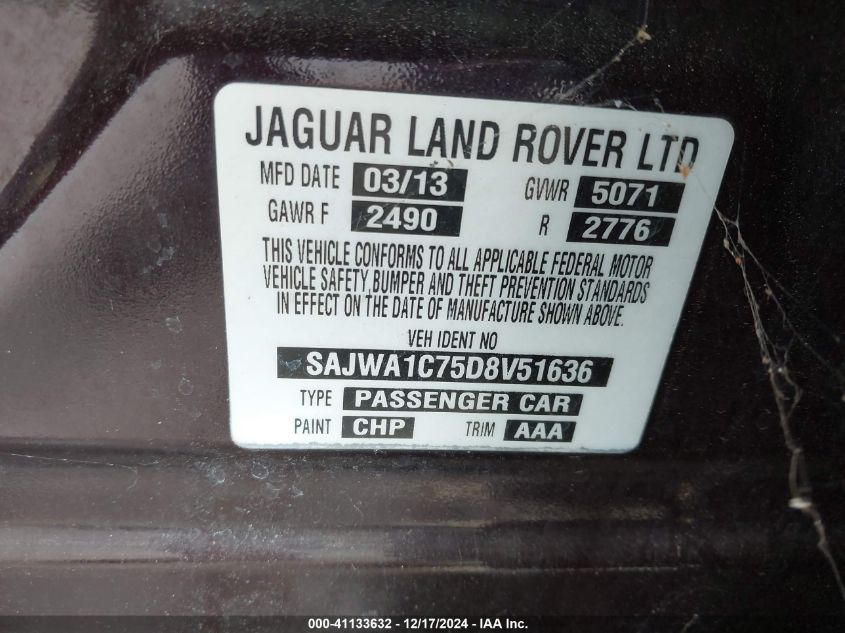 JAGUAR LAND ROVER LTD
MFD DATE 03/13 GVWR 5071
GAWR F 2490 R 2776
THIS VEHICLE CONFORMS TO ALL APPLICABLE FEDERAL MOTOR
VEHICLE SAFETY, BUMPER AND THEFT PREVENTION STANDARDS
IN EFFECT ON THE DATE OF MANUFACTURE SHOWN ABOVE.
VEH IDENT NO
SAJWA1C75D8V51636
TYPE PASSENGER CAR
PAINT CHP TRIM AAA
000-41133632 - 12/17/2024 - IAA Inc.